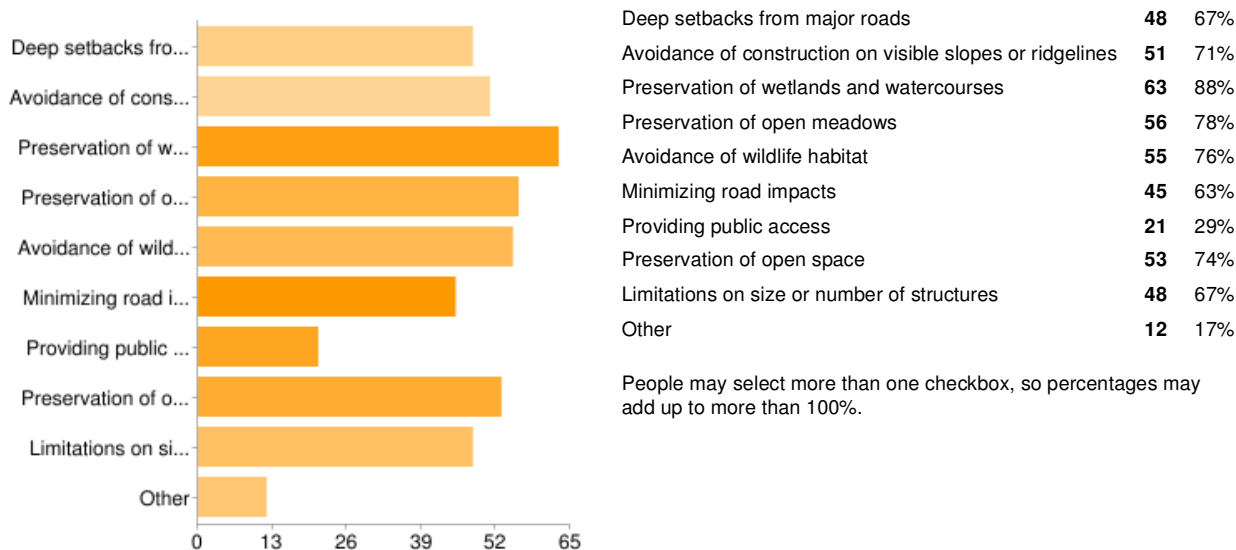 Deep setbacks fro...
Avoidance of cons...
Preservation of w...
Preservation of o...
Avoidance of wild...
Minimizing road i...
Providing public ...
Preservation of o...
Limitations on si...
Other
0 13 26 39 52 65
Deep setbacks from major roads 48 67%
Avoidance of construction on visible slopes or ridgelines 51 71%
Preservation of wetlands and watercourses 63 88%
Preservation of open meadows 56 78%
Avoidance of wildlife habitat 55 76%
Minimizing road impacts 45 63%
Providing public access 21 29%
Preservation of open space 53 74%
Limitations on size or number of structures 48 67%
Other 12 17%
People may select more than one checkbox, so percentages may
add up to more than 100%.